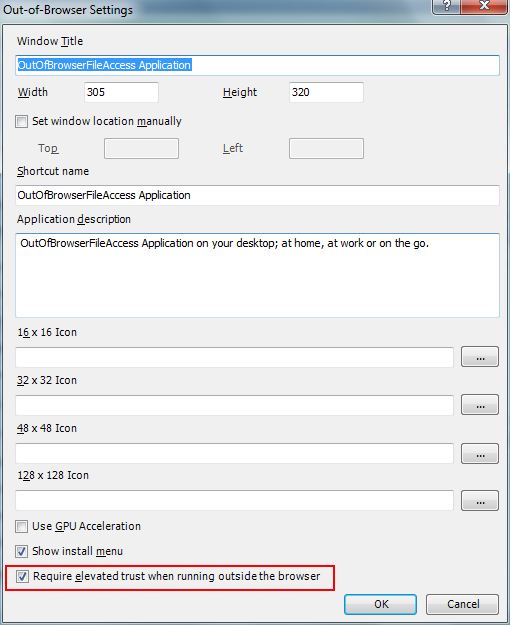 Out-of-Browser Settings
Window Title
OutOfBrowserFileAccess Application
Width 305 Height 320
Set window location manually
Top Left
Shortcut name
OutOfBrowserFileAccess Application
Application description
OutOfBrowserFileAccess Application on your desktop; at home, at work or on the go.
16 x 16 Icon
...
32 x 32 Icon
...
48 x 48 Icon
...
128 x 128 Icon
...
Use GPU Acceleration
Show install menu
Require elevated trust when running outside the browser
OK Cancel